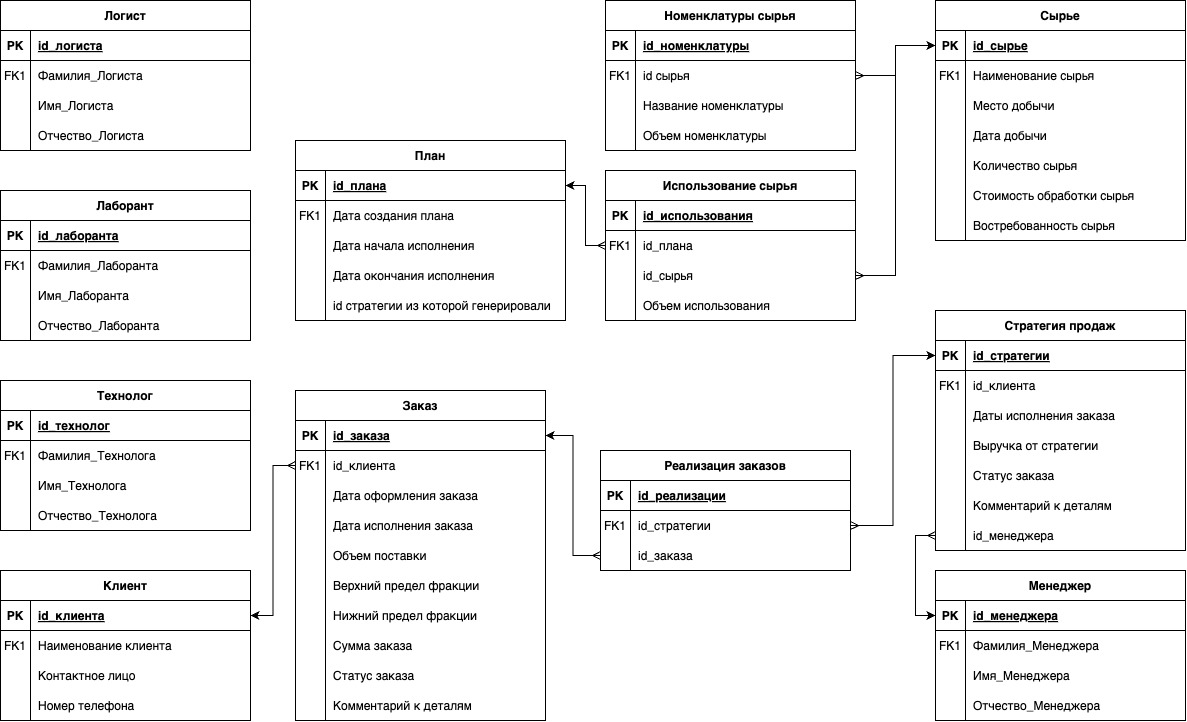 Логист
PK id_логиста
FK1 Фамилия_Логиста
Имя_Логиста
Отчество_Логиста
Лаборант
PK id_лаборанта
FK1 Фамилия_Лаборанта
Имя_Лаборанта
Отчество_Лаборанта
Технолог
PK id_технолог
FK1 Фамилия_Технолога
Имя_Технолога
Отчество_Технолога
Клиент
PK id_клиента
FK1 Наименование клиента
Контактное лицо
Номер телефона
План
PK id_плана
FK1 Дата создания плана
Дата начала исполнения
Дата окончания исполнения
id стратегии из которой генерировали
Заказ
PK id_заказа
FK1 id_клиента
Дата оформления заказа
Дата исполнения заказа
Объем поставки
Верхний предел фракции
Нижний предел фракции
Сумма заказа
Статус заказа
Комментарий к деталям
Номенклатуры сырья
PK id_номенклатуры
FK1 id сырья
Название номенклатуры
Объем номенклатуры
Использование сырья
PK id_использования
FK1 id_плана
id_сырья
Объем использования
Реализация заказов
PK id_реализации
FK1 id_стратегии
id_заказа
Сырье
PK id_сырье
FK1 Наименование сырья
Место добычи
Дата добычи
Количество сырья
Стоимость обработки сырья
Востребованность сырья
Стратегия продаж
PK id_стратегии
FK1 id_клиента
Даты исполнения заказа
Выручка от стратегии
Статус заказа
Комментарий к деталям
id_менеджера
Менеджер
PK id_менеджера
FK1 Фамилия_Менеджера
Имя_Менеджера
Отчество_Менеджера